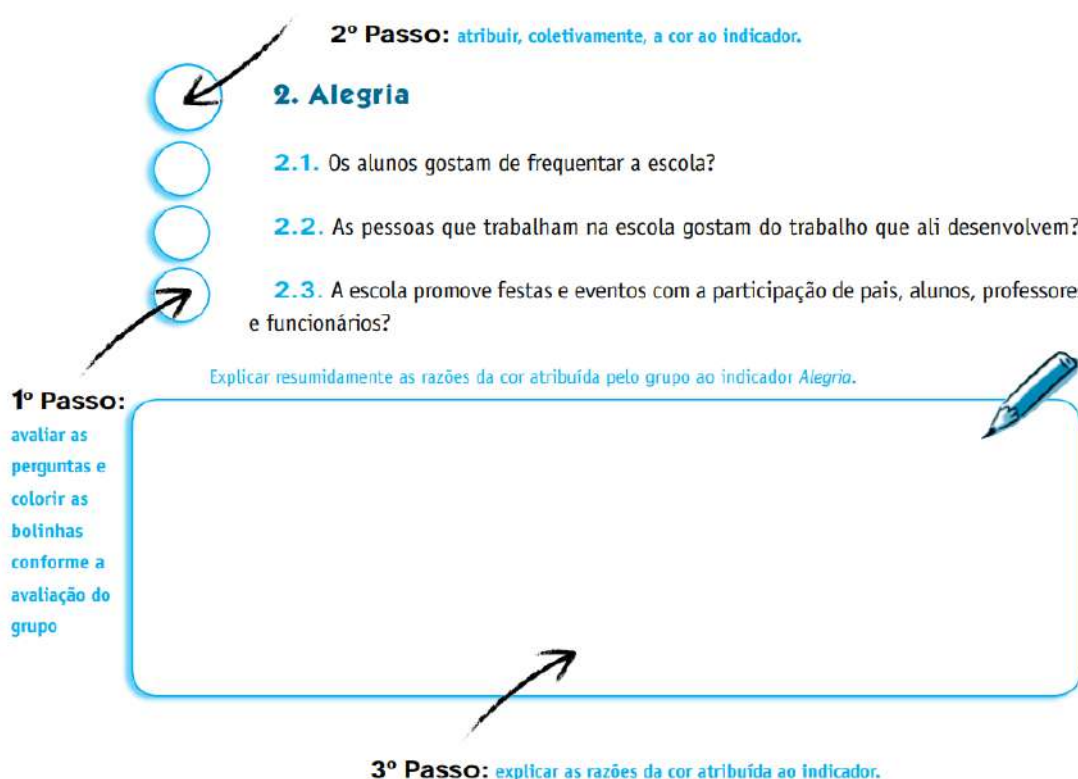 2º Passo: atribuir, coletivamente, a cor ao indicador.
2. Alegria
2.1. Os alunos gostam de frequentar a escola?
2.2. As pessoas que trabalham na escola gostam do trabalho que ali desenvolvem?
2.3. A escola promove festas e eventos com a participação de pais, alunos, professores
e funcionários?
Explicar resumidamente as razões da cor atribuída pelo grupo ao indicador Alegria.
1º Passo:
avaliar as
perguntas e
colorir as
bolinhas
conforme a
avaliação do
grupo
3º Passo: explicar as razões da cor atribuída ao indicador.